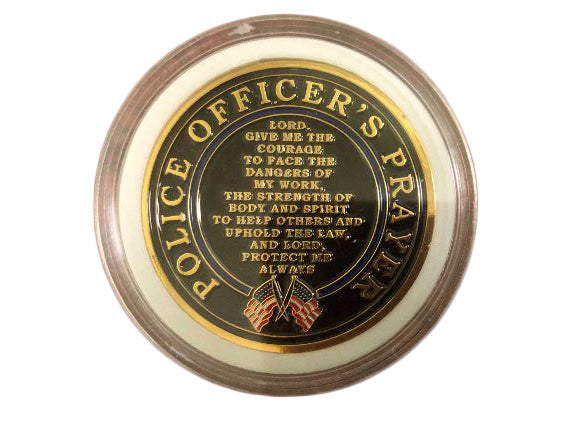 POLICE OFFICER'S PRAYER
LORD,
GIVE ME THE
COURAGE
TO FACE THE
DANGERS OF
MY WORK,
THE STRENGTH OF
BODY AND SPIRIT
TO HELP OTHERS AND
UPHOLD THE LAW,
AND LORD,
PROTECT ME
ALWAYS